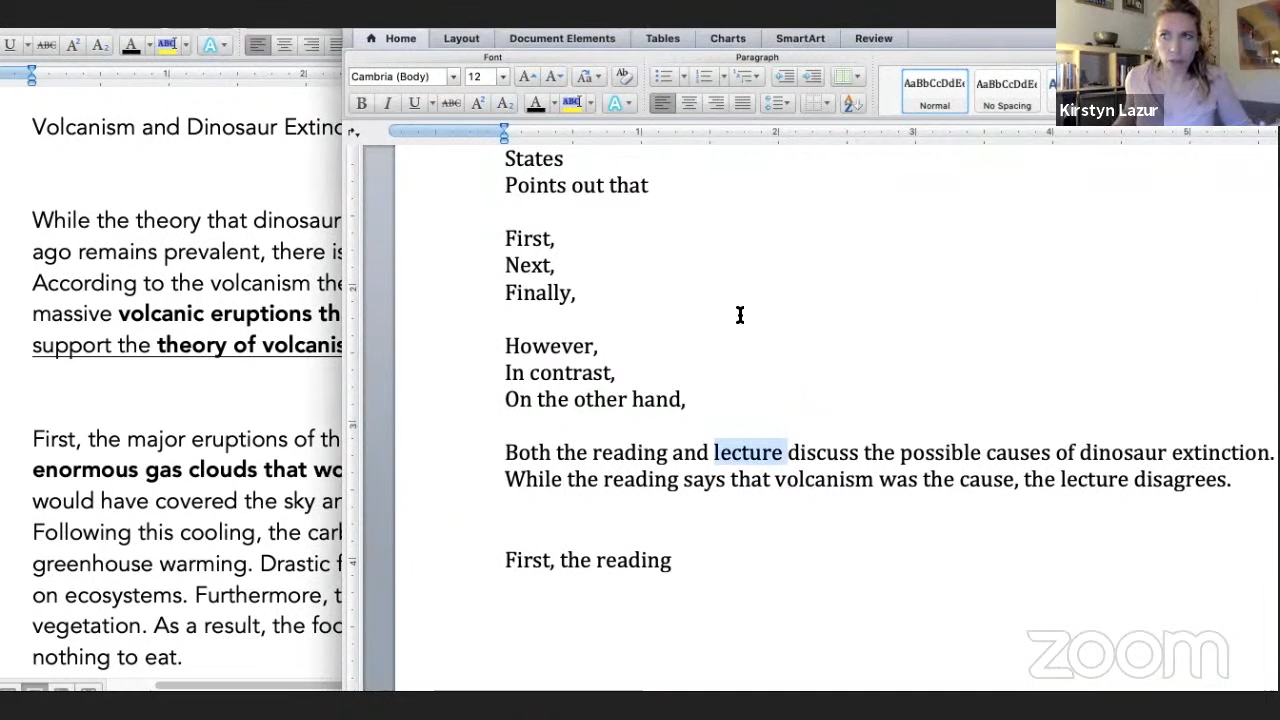 Home Layout Document Elements Tables Charts SmartArt Review
Font Paragraph
Cambria (Body) 12
AaBbCcDdEe AaBbCcDdEe
Normal No Spacing
Kirstyn Lazur
Volcanism and Dinosaur Extinc
While the theory that dinosaur
ago remains prevalent, there is
According to the volcanism the
massive volcanic eruptions th
support the theory of volcanis
First, the major eruptions of th
enormous gas clouds that wo
would have covered the sky an
Following this cooling, the carb
greenhouse warming. Drastic f
on ecosystems. Furthermore, t
vegetation. As a result, the foo
nothing to eat.
States
Points out that
First,
Next,
Finally,
However,
In contrast,
On the other hand,
Both the reading and lecture discuss the possible causes of dinosaur extinction.
While the reading says that volcanism was the cause, the lecture disagrees.
First, the reading
zoom